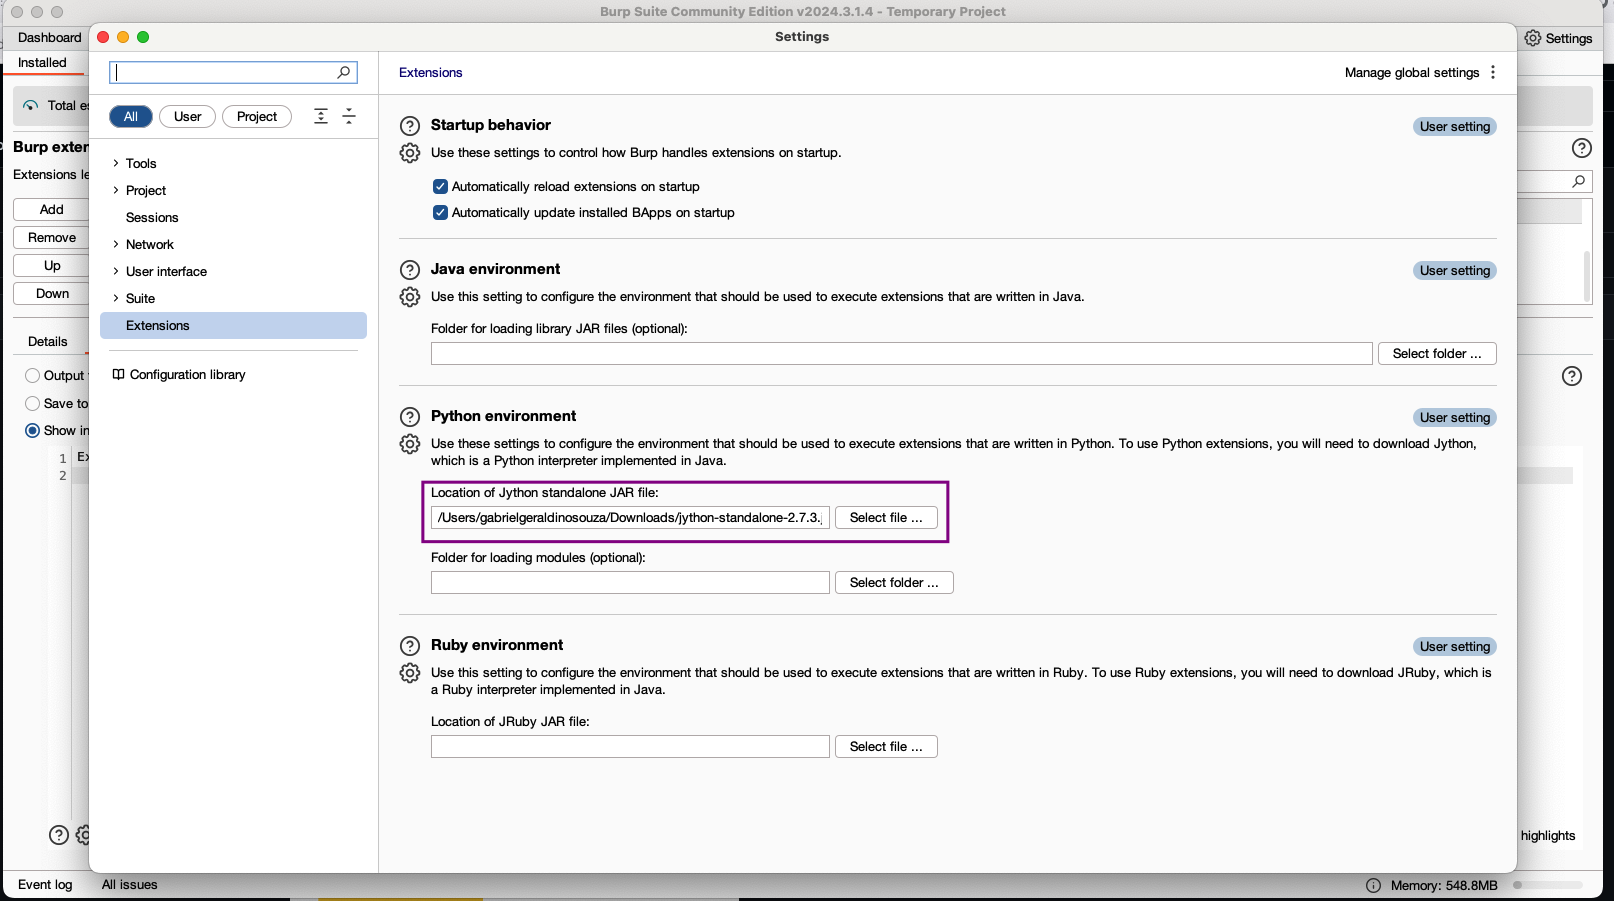 Burp Suite Community Edition v2024.3.1.4 - Temporary Project
Dashboard
Settings
Settings
Installed
Extensions
Manage global settings
All
User
Project
Total
Startup behavior
User setting
Burp
Use these settings to control how Burp handles extensions on startup.
Extensions
Tools
Automatically reload extensions on startup
Project
Automatically update installed BApps on startup
Add
Sessions
Remove
Network
Up
User interface
Java environment
User setting
Down
Suite
Use this setting to configure the environment that should be used to execute extensions that are written in Java.
Extensions
Folder for loading library JAR files (optional):
Details
Select folder ...
Output
Configuration library
Save to
Python environment
User setting
Show in
Use these settings to configure the environment that should be used to execute extensions that are written in Python. To use Python extensions, you will need to download Jython,
which is a Python interpreter implemented in Java.
1
2
Location of Jython standalone JAR file:
/Users/gabrielgeraldinosouza/Downloads/jython-standalone-2.7.3.j
Select file ...
Folder for loading modules (optional):
Select folder ...
Ruby environment
User setting
Use this setting to configure the environment that should be used to execute extensions that are written in Ruby. To use Ruby extensions, you will need to download JRuby, which is
a Ruby interpreter implemented in Java.
Location of JRuby JAR file:
Select file ...
highlights
Event log
All issues
Memory: 548.8MB